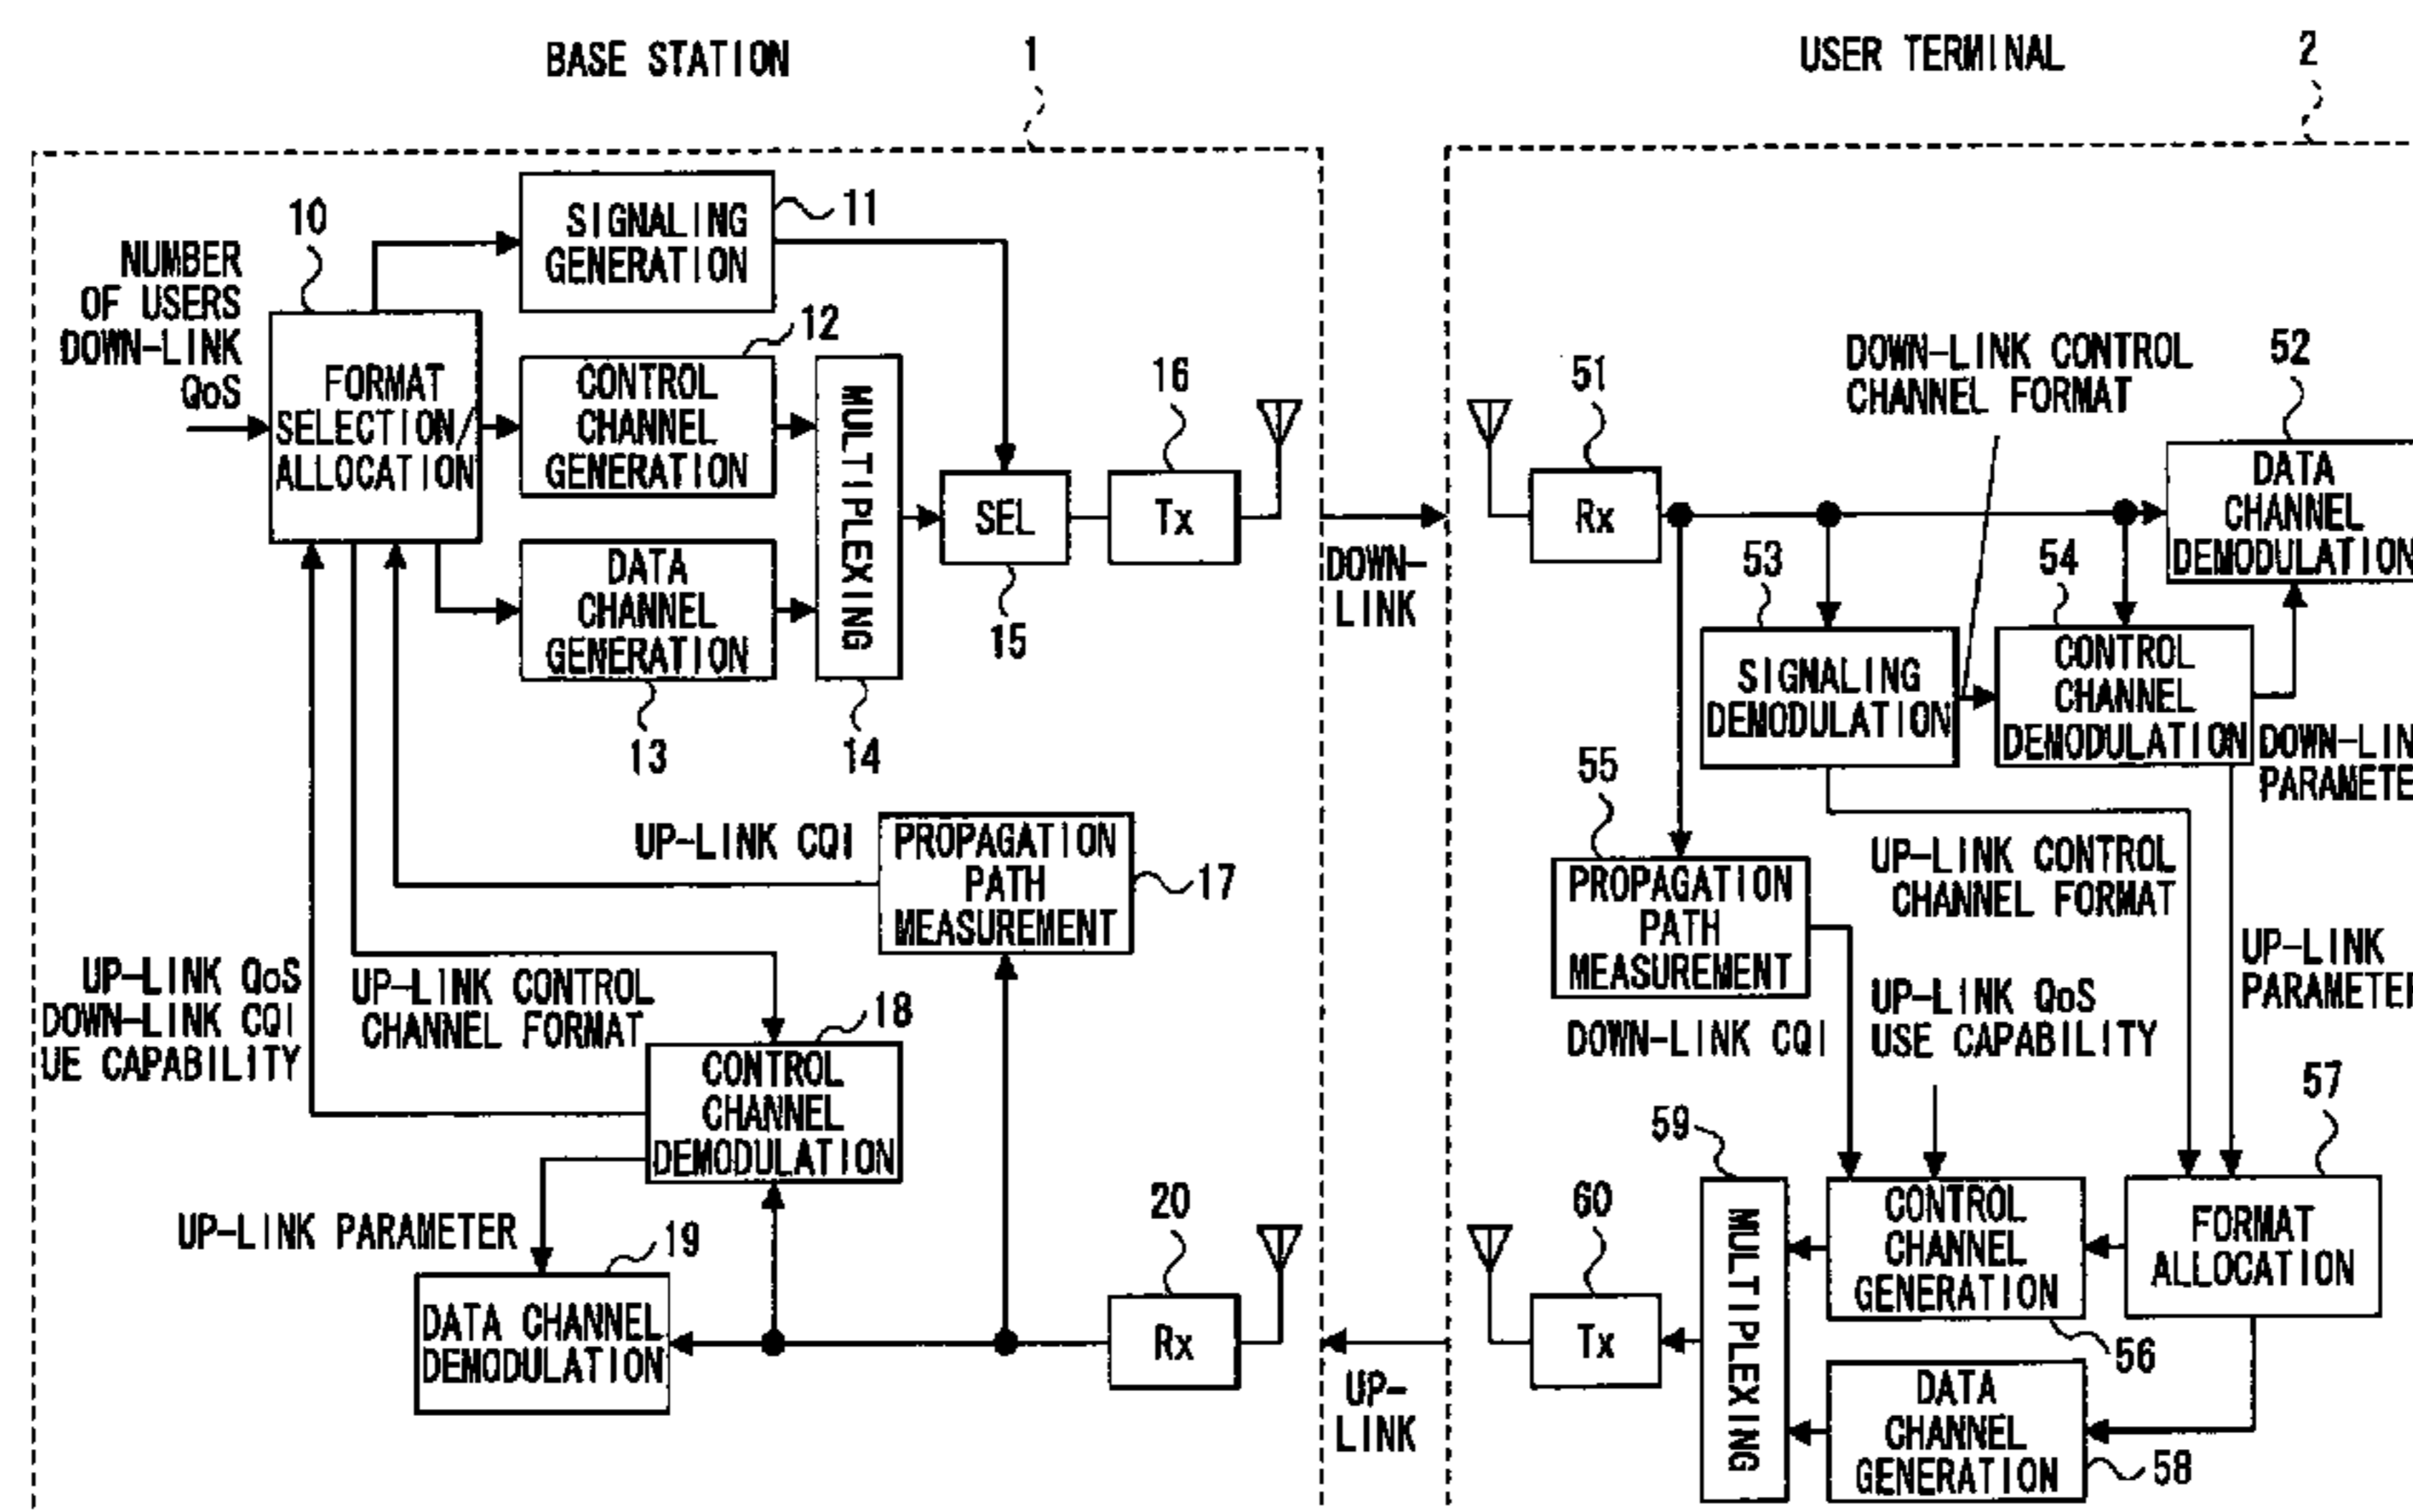 BASE STATION
1
USER TERMINAL
2
10
NUMBER
OF USERS
DOWN-LINK
QoS
FORMAT
SELECTION/
ALLOCATION
SIGNALING
GENERATION
11
12
CONTROL
CHANNEL
GENERATION
DATA
CHANNEL
GENERATION
13
MULTIPLEXING
14
SEL
15
16
Tx
DOWN-
LINK
51
Rx
DOWN-LINK CONTROL
CHANNEL FORMAT
52
DATA
CHANNEL
DEMODULATION
53
SIGNALING
DEMODULATION
54
CONTROL
CHANNEL
DEMODULATION
DOWN-LIN
PARAMETE
55
PROPAGATION
PATH
MEASUREMENT
DOWN-LINK CQI
UP-LINK CONTROL
CHANNEL FORMAT
UP-LINK QoS
USE CAPABILITY
UP-LINK
PARAMETER
UP-LINK CQI
PROPAGATION
PATH
MEASUREMENT
17
UP-LINK QoS
DOWN-LINK CQI
UE CAPABILITY
UP-LINK CONTROL
CHANNEL FORMAT
18
CONTROL
CHANNEL
DEMODULATION
UP-LINK PARAMETER
19
DATA CHANNEL
DEMODULATION
20
Rx
UP-
LINK
60
Tx
59
MULTIPLEXING
CONTROL
CHANNEL
GENERATION
56
57
FORMAT
ALLOCATION
DATA
CHANNEL
GENERATION
58